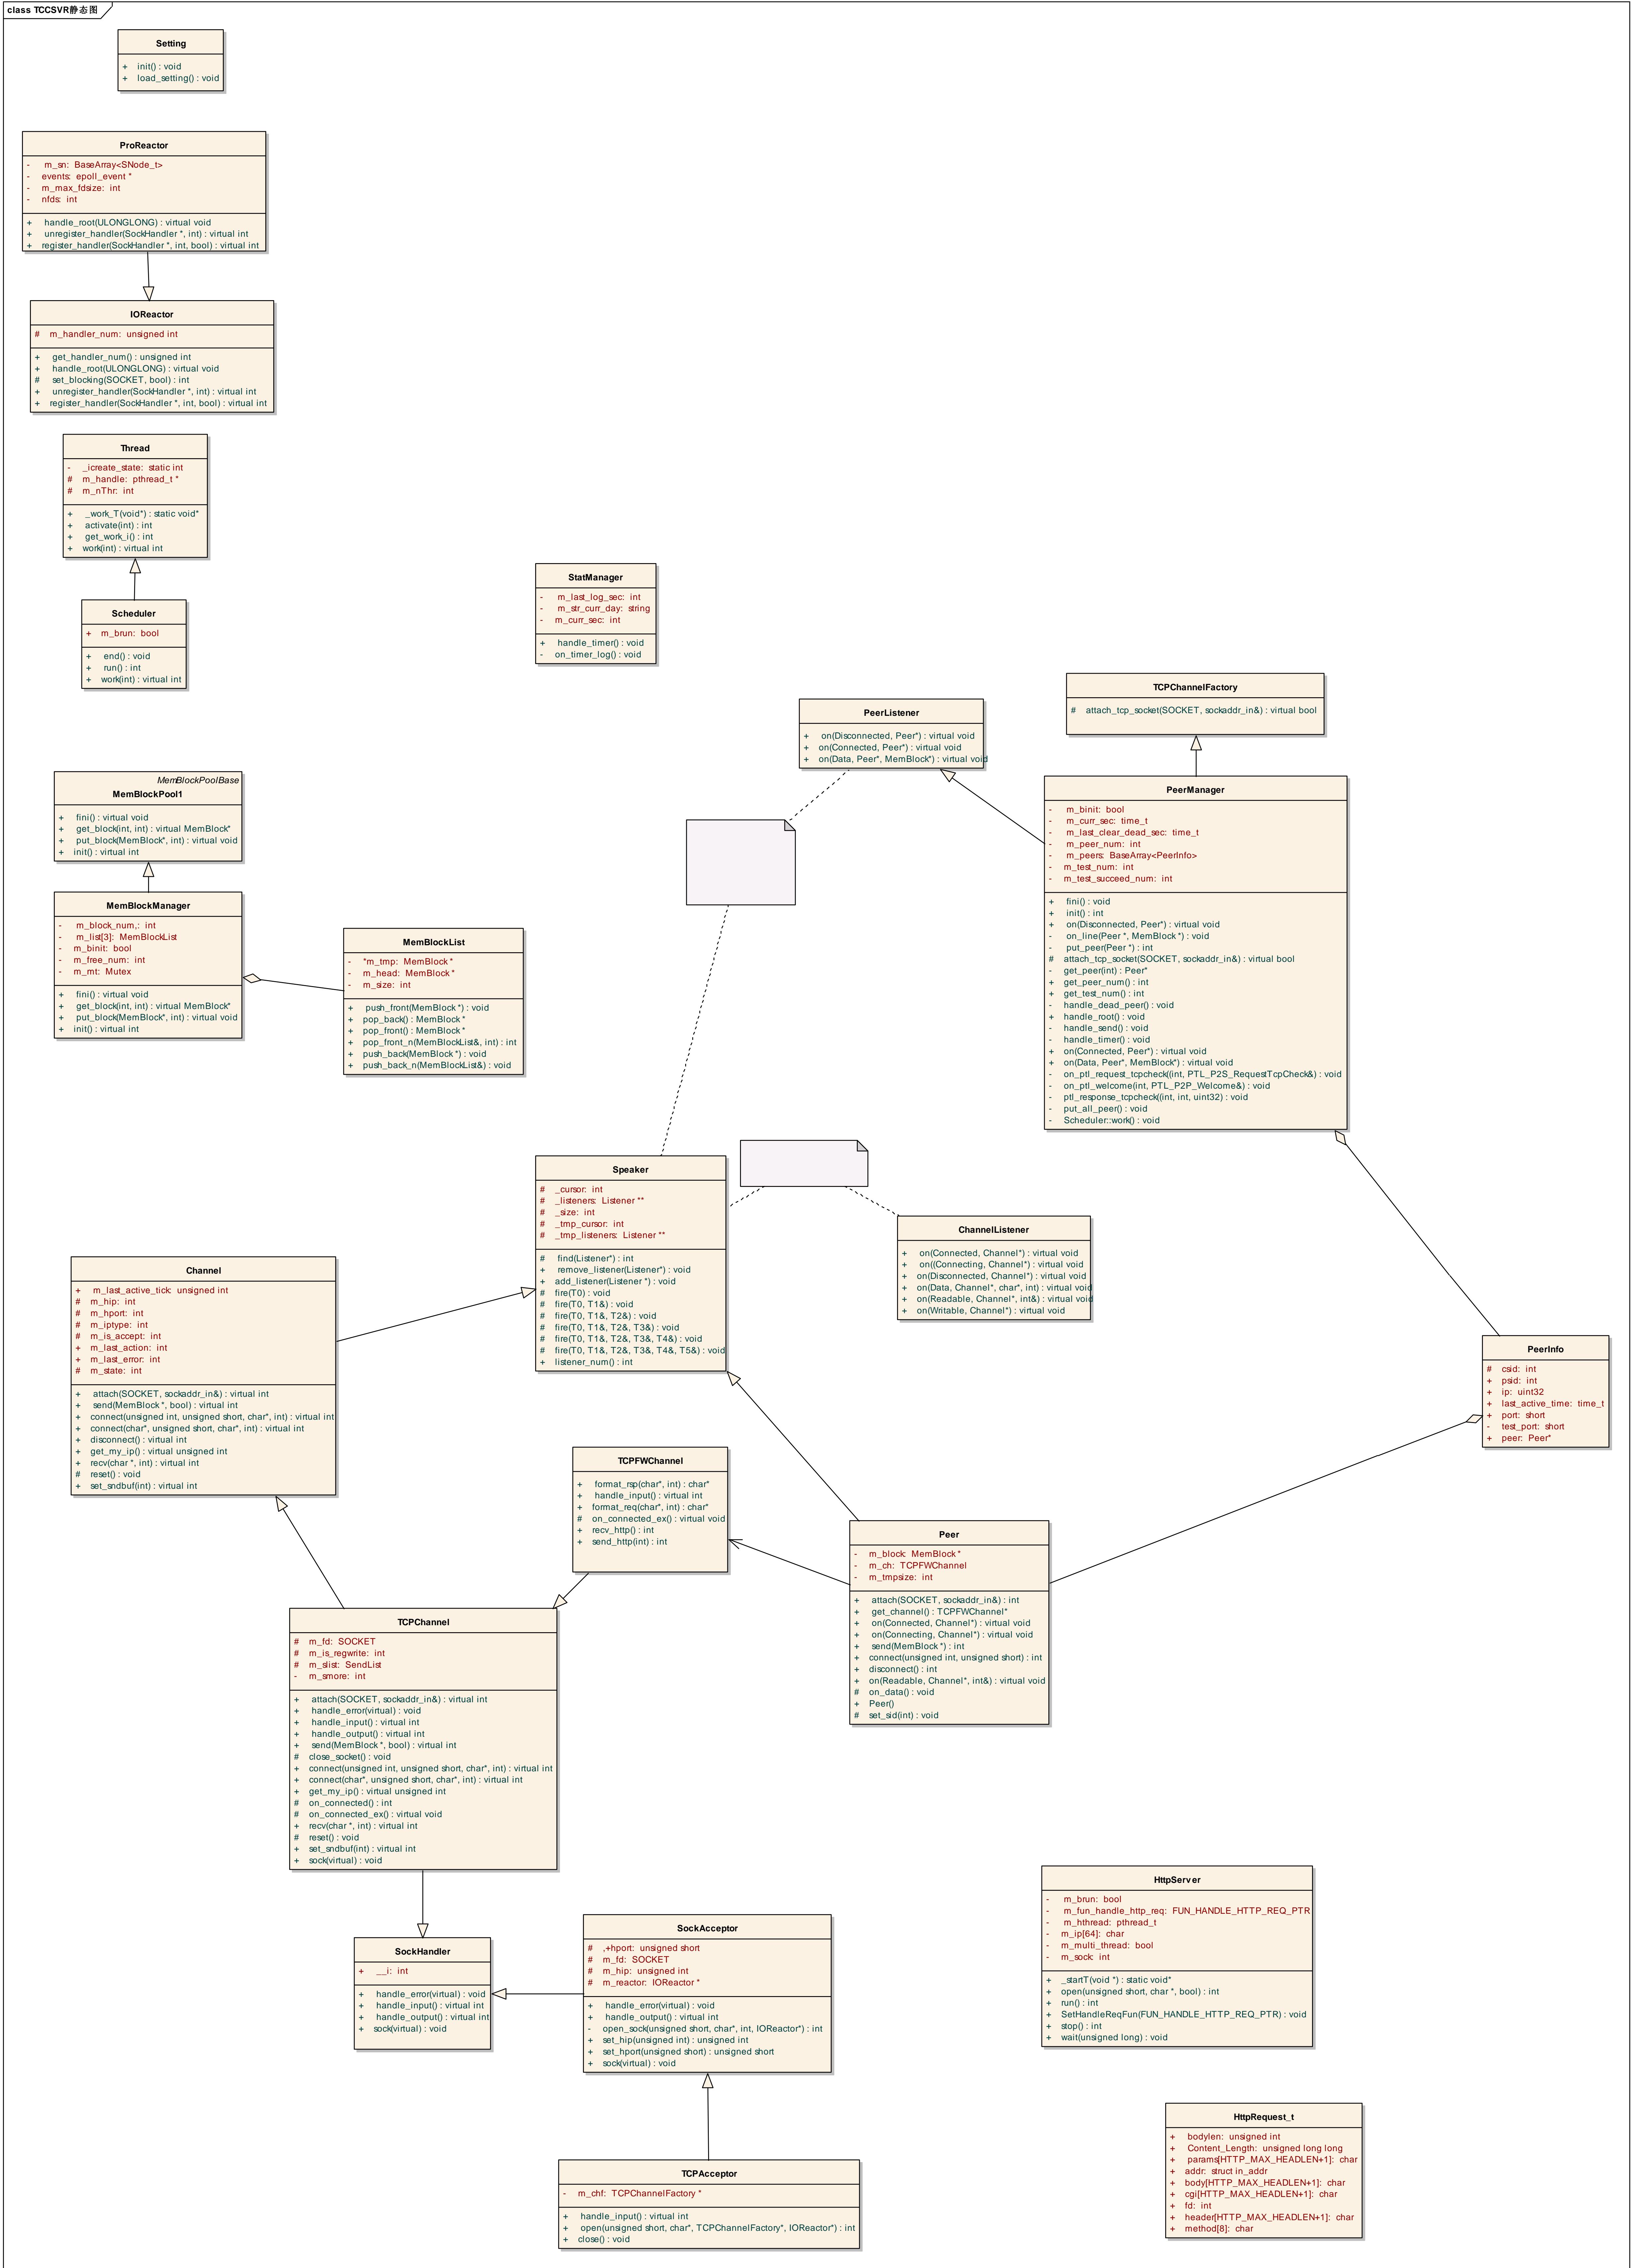 class TCCSVR静态图
Setting
+ init() : void
+ load_setting() : void
ProReactor
- m_sn: BaseArray<SNode_t>
- events: epoll_event *
- m_max_fdsize: int
- nfds: int
+ handle_root(ULONGLONG) : virtual void
+ unregister_handler(SockHandler *, int) : virtual int
+ register_handler(SockHandler *, int, bool) : virtual int
IOReactor
# m_handler_num: unsigned int
+ get_handler_num() : unsigned int
+ handle_root(ULONGLONG) : virtual void
# set_blocking(SOCKET, bool) : int
+ unregister_handler(SockHandler *, int) : virtual int
+ register_handler(SockHandler *, int, bool) : virtual int
Thread
- _icreate_state: static int
# m_handle: pthread_t *
# m_nThr: int
+ _work_T(void*) : static void*
+ activate(int) : int
+ get_work_i() : int
+ work(int) : virtual int
Scheduler
+ m_brun: bool
+ end() : void
+ run() : int
+ work(int) : virtual int
StatManager
- m_last_log_sec: int
- m_str_curr_day: string
- m_curr_sec: int
+ handle_timer() : void
- on_timer_log() : void
PeerListener
+ on(Disconnected, Peer*) : virtual void
+ on(Connected, Peer*) : virtual void
+ on(Data, Peer*, MemBlock*) : virtual void
TCPChannelFactory
# attach_tcp_socket(SOCKET, sockaddr_in&) : virtual bool
PeerManager
- m_binit: bool
- m_curr_sec: time_t
- m_last_clear_dead_sec: time_t
- m_peer_num: int
- m_peers: BaseArray<PeerInfo>
- m_test_num: int
- m_test_succeed_num: int
+ fini() : void
+ init() : int
+ on(Disconnected, Peer*) : virtual void
- on_line(Peer *, MemBlock *) : void
- put_peer(Peer *) : int
# attach_tcp_socket(SOCKET, sockaddr_in&) : virtual bool
- get_peer(int) : Peer*
+ get_peer_num() : int
+ get_test_num() : int
- handle_dead_peer() : void
+ handle_root() : void
- handle_send() : void
- handle_timer() : void
+ on(Connected, Peer*) : virtual void
+ on(Data, Peer*, MemBlock*) : virtual void
- on_ptl_request_tcpcheck((int, PTL_P2S_RequestTcpCheck&) : void
- on_ptl_welcome(int, PTL_P2P_Welcome&) : void
- ptl_response_tcpcheck((int, int, uint32) : void
- put_all_peer() : void
- Scheduler::work() : void
MemBlockPoolBase
MemBlockPool1
+ fini() : virtual void
+ get_block(int, int) : virtual MemBlock*
+ put_block(MemBlock*, int) : virtual void
+ init() : virtual int
MemBlockManager
- m_block_num,: int
- m_list[3]: MemBlockList
- m_binit: bool
- m_free_num: int
- m_mt: Mutex
+ fini() : virtual void
+ get_block(int, int) : virtual MemBlock*
+ put_block(MemBlock*, int) : virtual void
+ init() : virtual int
MemBlockList
- *m_tmp: MemBlock *
- m_head: MemBlock *
- m_size: int
+ push_front(MemBlock *) : void
+ pop_back() : MemBlock *
+ pop_front() : MemBlock *
+ pop_front_n(MemBlockList&, int) : int
+ push_back(MemBlock *) : void
+ push_back_n(MemBlockList&) : void
Speaker
# _cursor: int
# _listeners: Listener **
# _size: int
# _tmp_cursor: int
# _tmp_listeners: Listener **
# find(Listener*) : int
+ remove_listener(Listener*) : void
+ add_listener(Listener *) : void
# fire(T0) : void
# fire(T0, T1&) : void
# fire(T0, T1&, T2&) : void
# fire(T0, T1&, T2&, T3&) : void
# fire(T0, T1&, T2&, T3&, T4&) : void
# fire(T0, T1&, T2&, T3&, T4&, T5&) : void
+ listener_num() : int
ChannelListener
+ on(Connected, Channel*) : virtual void
+ on((Connecting, Channel*) : virtual void
+ on(Disconnected, Channel*) : virtual void
+ on(Data, Channel*, char*, int) : virtual void
+ on(Readable, Channel*, int&) : virtual void
+ on(Writable, Channel*) : virtual void
Channel
+ m_last_active_tick: unsigned int
# m_hip: int
# m_hport: int
# m_iptype: int
# m_is_accept: int
+ m_last_action: int
+ m_last_error: int
# m_state: int
+ attach(SOCKET, sockaddr_in&) : virtual int
+ send(MemBlock *, bool) : virtual int
+ connect(unsigned int, unsigned short, char*, int) : virtual int
+ connect(char*, unsigned short, char*, int) : virtual int
+ disconnect() : virtual int
+ get_my_ip() : virtual unsigned int
+ recv(char *, int) : virtual int
# reset() : void
+ set_sndbuf(int) : virtual int
PeerInfo
# csid: int
+ psid: int
+ ip: uint32
+ last_active_time: time_t
+ port: short
- test_port: short
+ peer: Peer*
TCPFWChannel
+ format_rsp(char*, int) : char*
+ handle_input() : virtual int
+ format_req(char*, int) : char*
# on_connected_ex() : virtual void
+ recv_http() : int
+ send_http(int) : int
Peer
- m_block: MemBlock *
- m_ch: TCPFWChannel
- m_tmpsize: int
+ attach(SOCKET, sockaddr_in&) : int
+ get_channel() : TCPFWChannel*
+ on(Connected, Channel*) : virtual void
+ on(Connecting, Channel*) : virtual void
+ send(MemBlock *) : int
+ connect(unsigned int, unsigned short) : int
+ disconnect() : int
+ on(Readable, Channel*, int&) : virtual void
# on_data() : void
+ Peer()
# set_sid(int) : void
TCPChannel
# m_fd: SOCKET
# m_is_regwrite: int
# m_slist: SendList
- m_smore: int
+ attach(SOCKET, sockaddr_in&) : virtual int
+ handle_error(virtual) : void
+ handle_input() : virtual int
+ handle_output() : virtual int
+ send(MemBlock *, bool) : virtual int
# close_socket() : void
+ connect(unsigned int, unsigned short, char*, int) : virtual int
+ connect(char*, unsigned short, char*, int) : virtual int
+ get_my_ip() : virtual unsigned int
# on_connected() : int
# on_connected_ex() : virtual void
+ recv(char *, int) : virtual int
# reset() : void
+ set_sndbuf(int) : virtual int
+ sock(virtual) : void
HttpServer
- m_brun: bool
- m_fun_handle_http_req: FUN_HANDLE_HTTP_REQ_PTR
- m_hthread: pthread_t
- m_ip[64]: char
- m_multi_thread: bool
- m_sock: int
+ _startT(void *) : static void*
+ open(unsigned short, char *, bool) : int
+ run() : int
+ SetHandleReqFun(FUN_HANDLE_HTTP_REQ_PTR) : void
+ stop() : int
+ wait(unsigned long) : void
SockHandler
+ __i: int
+ handle_error(virtual) : void
+ handle_input() : virtual int
+ handle_output() : virtual int
+ sock(virtual) : void
SockAcceptor
# ,+hport: unsigned short
# m_fd: SOCKET
# m_hip: unsigned int
# m_reactor: IOReactor *
+ handle_error(virtual) : void
+ handle_output() : virtual int
- open_sock(unsigned short, char*, int, IOReactor*) : int
+ set_hip(unsigned int) : unsigned int
+ set_hport(unsigned short) : unsigned short
+ sock(virtual) : void
TCPAcceptor
- m_chf: TCPChannelFactory *
+ handle_input() : virtual int
+ open(unsigned short, char*, TCPChannelFactory*, IOReactor*) : int
+ close() : void
HttpRequest_t
+ bodylen: unsigned int
+ Content_Length: unsigned long long
+ params[HTTP_MAX_HEADLEN+1]: char
+ addr: struct in_addr
+ body[HTTP_MAX_HEADLEN+1]: char
+ cgi[HTTP_MAX_HEADLEN+1]: char
+ fd: int
+ header[HTTP_MAX_HEADLEN+1]: char
+ method[8]: char